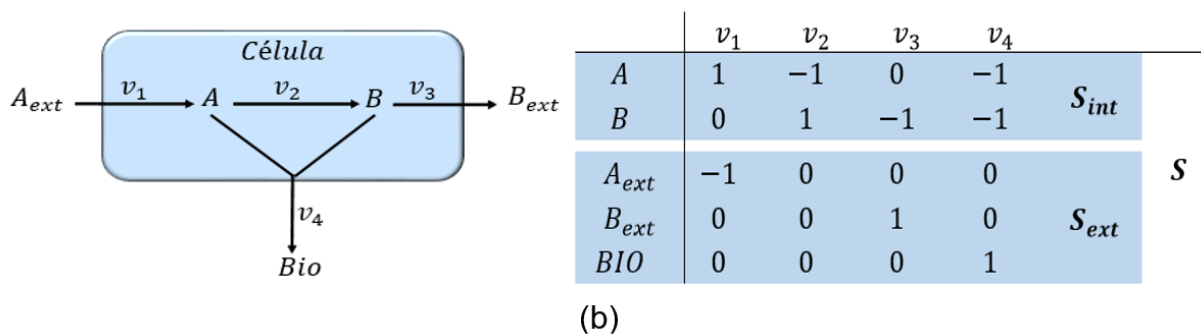 Célula
A_ext v_1 A v_2 B v_3 B_ext
v_4
Bio
v_1 v_2 v_3 v_4
A 1 −1 0 −1
B 0 1 −1 −1
S_int
A_ext −1 0 0 0
B_ext 0 0 1 0
BIO 0 0 0 1
S_ext
S
(b)